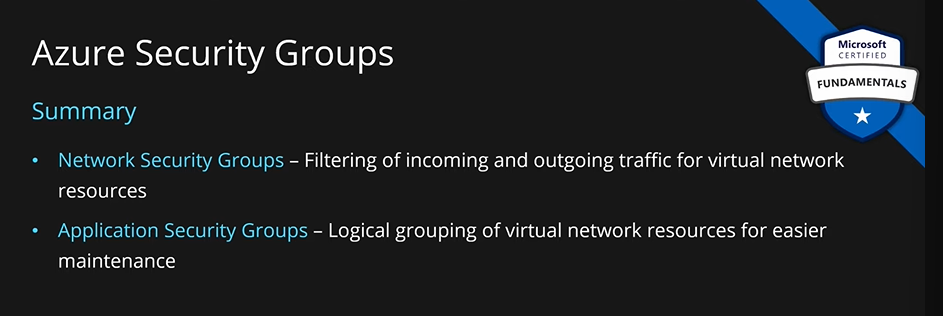 Azure Security Groups
Microsoft
CERTIFIED
FUNDAMENTALS
Summary
• Network Security Groups – Filtering of incoming and outgoing traffic for virtual network
resources
• Application Security Groups – Logical grouping of virtual network resources for easier
maintenance